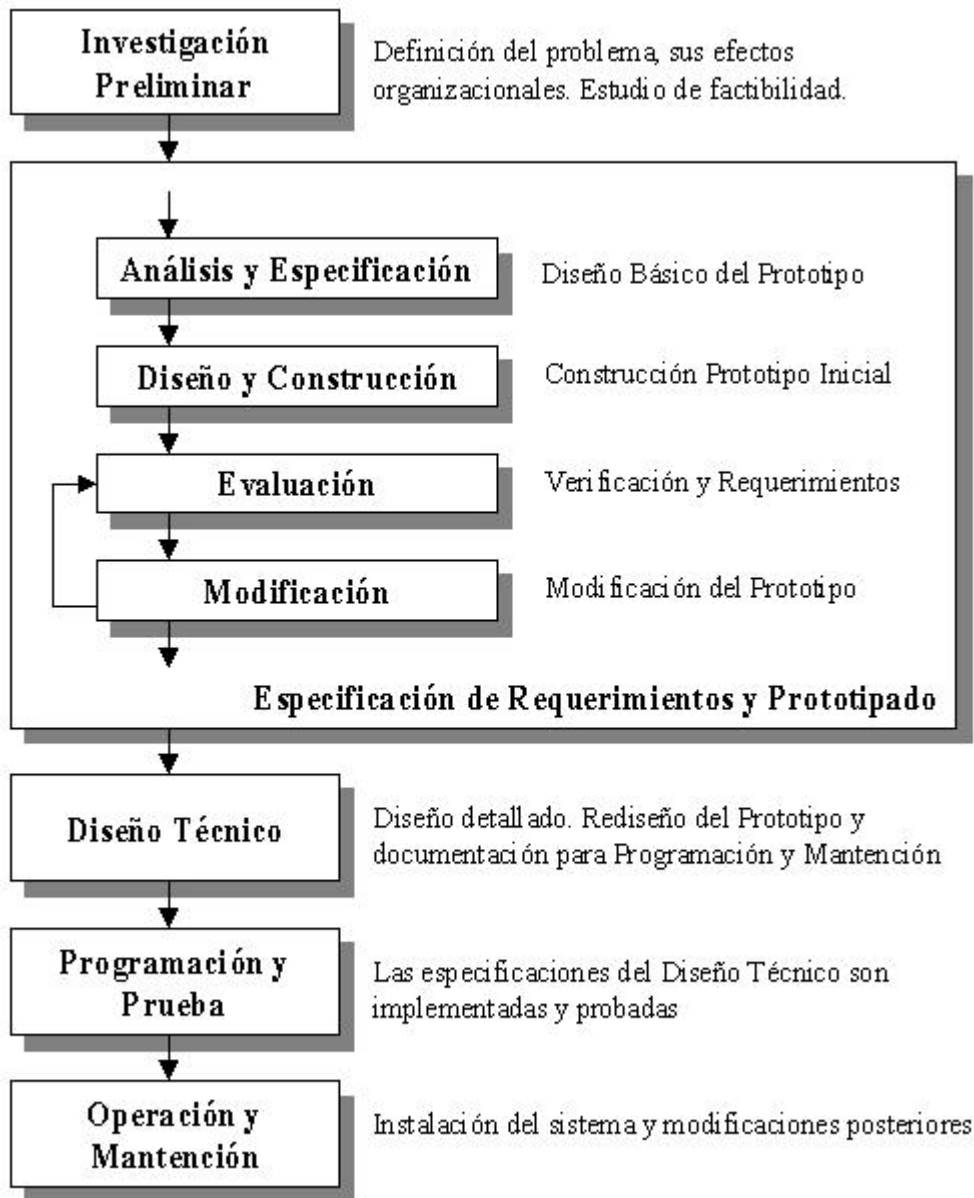 Investigación
Preliminar
Definición del problema, sus efectos
organizacionales. Estudio de factibilidad.
Análisis y Especificación
Diseño Básico del Prototipo
Diseño y Construcción
Construcción Prototipo Inicial
Evaluación
Verificación y Requerimientos
Modificación
Modificación del Prototipo
Especificación de Requerimientos y Prototipado
Diseño Técnico
Diseño detallado. Rediseño del Prototipo y
documentación para Programación y Mantención
Programación y
Prueba
Las especificaciones del Diseño Técnico son
implementadas y probadas
Operación y
Mantención
Instalación del sistema y modificaciones posteriores